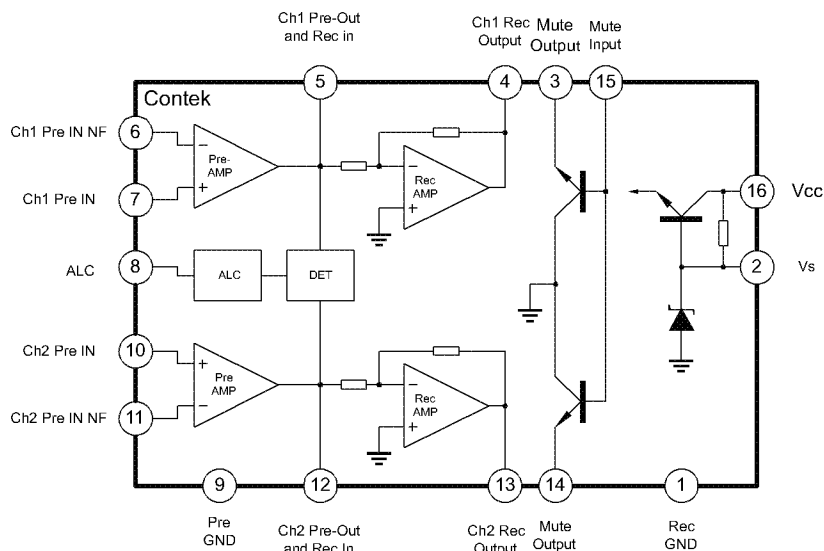 Ch1 Pre-Out
and Rec in
Ch1 Rec
Output
Mute
Output
Mute
Input
5
4
3
15
Contek
Ch1 Pre IN NF
6
Pre-
AMP
Rec
AMP
Ch1 Pre IN
7
16
Vcc
ALC
8
ALC
DET
2
Vs
Ch2 Pre IN
10
Pre
AMP
Rec
AMP
Ch2 Pre IN NF
11
9
12
13
14
1
Pre
GND
Ch2 Pre-Out
and Rec In
Ch2 Rec
Output
Mute
Output
Rec
GND